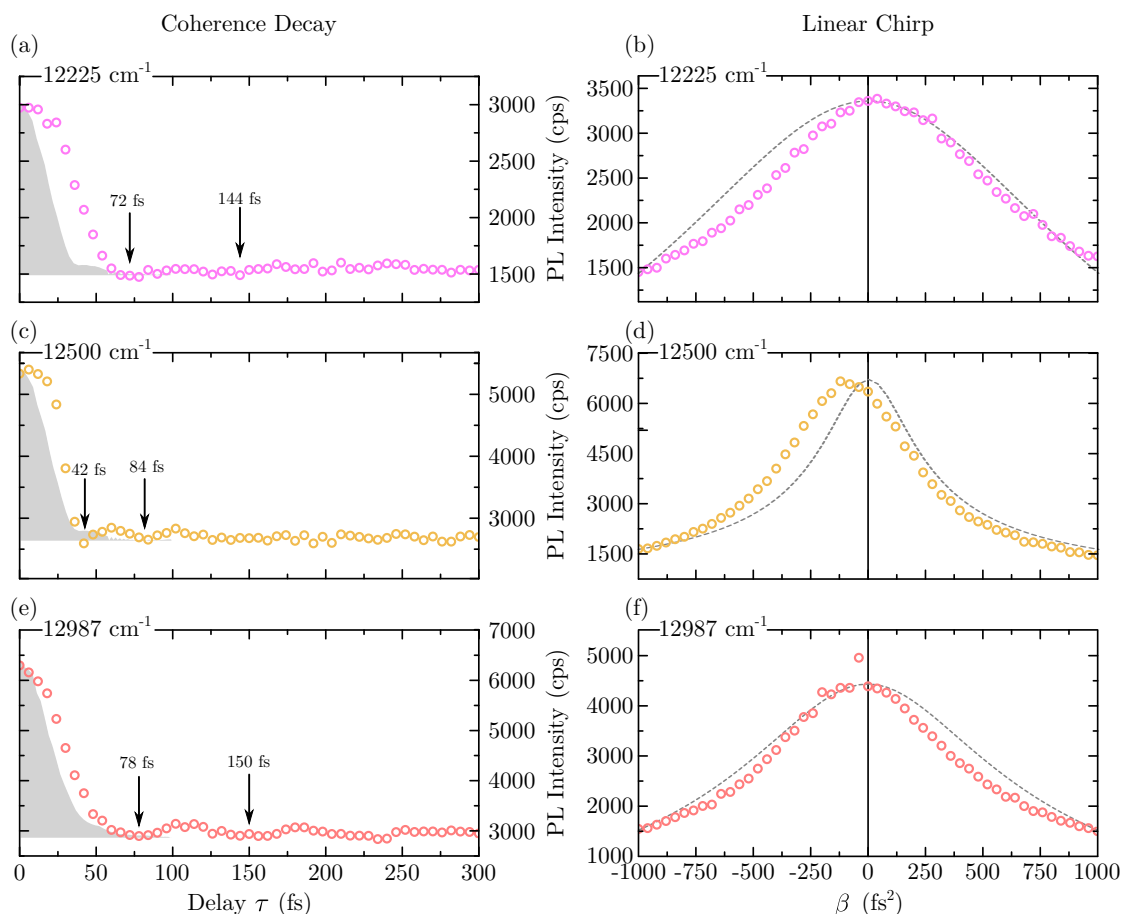 Coherence Decay
Linear Chirp
(a)
12225 cm⁻¹
72 fs
144 fs
3000
2500
2000
1500
PL Intensity (cps)
(b)
12225 cm⁻¹
3500
2500
1500
PL Intensity (cps)
(c)
12500 cm⁻¹
42 fs
84 fs
5000
4000
3000
PL Intensity (cps)
(d)
12500 cm⁻¹
7500
6000
4500
3000
1500
(e)
12987 cm⁻¹
78 fs
150 fs
7000
6000
5000
4000
3000
PL Intensity (cps)
(f)
12987 cm⁻¹
5000
4000
3000
2000
1000
0 50 100 150 200 250 300
Delay τ (fs)
-1000 -750 -500 -250 0 250 500 750 1000
β (fs²)